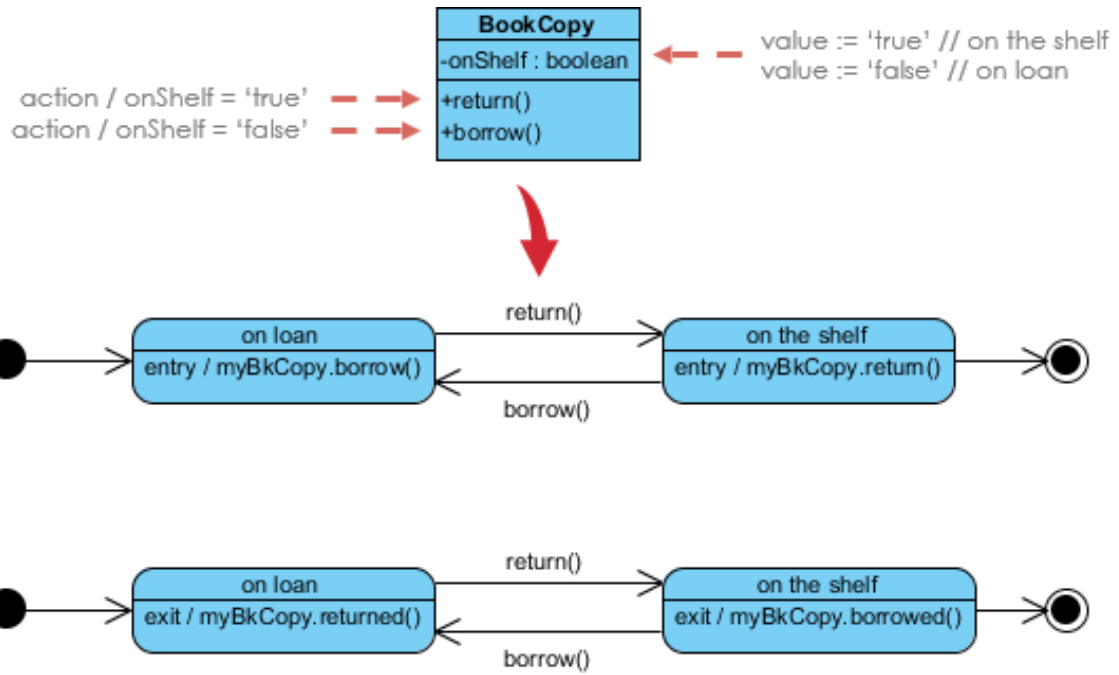 BookCopy
-onShelf : boolean
value := ‘true’ // on the shelf
value := ‘false’ // on loan
action / onShelf = ‘true’
+return()
action / onShelf = ‘false’
+borrow()
return()
on loan
on the shelf
entry / myBkCopy.borrow()
entry / myBkCopy.return()
borrow()
return()
on loan
on the shelf
exit / myBkCopy.returned()
exit / myBkCopy.borrowed()
borrow()